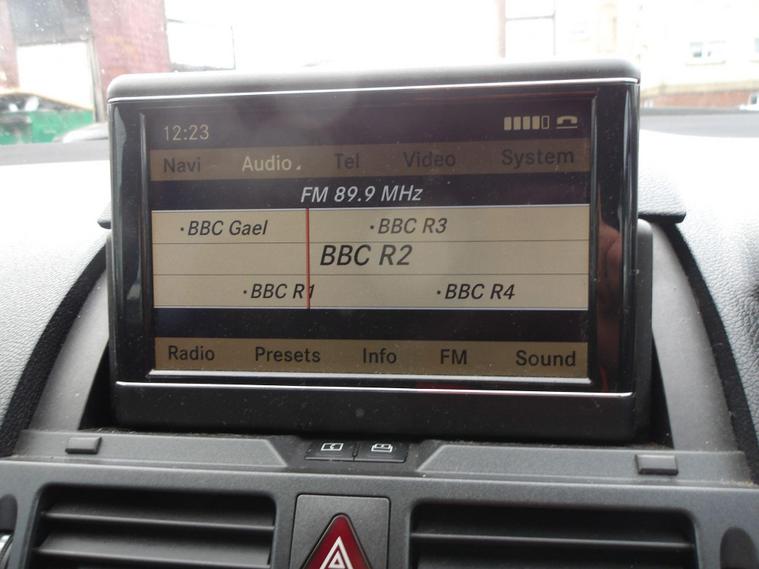 12:23
Navi Audio Tel Video System
FM 89.9 MHz
·BBC Gael ·BBC R3
BBC R2
·BBC R1 ·BBC R4
Radio Presets Info FM Sound